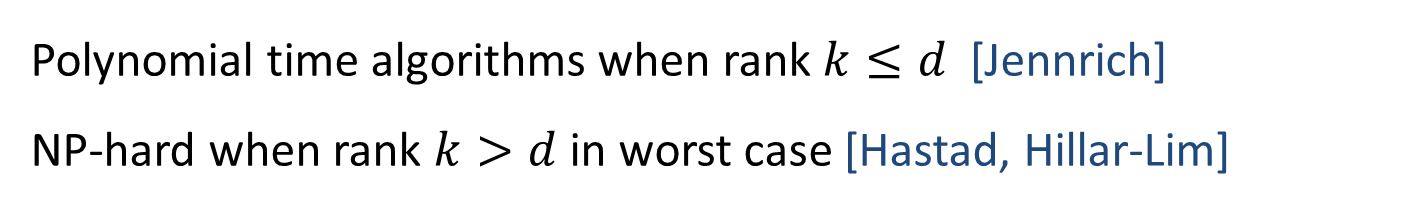 Polynomial time algorithms when rank k ≤ d [Jennrich]
NP-hard when rank k > d in worst case [Hastad, Hillar-Lim]